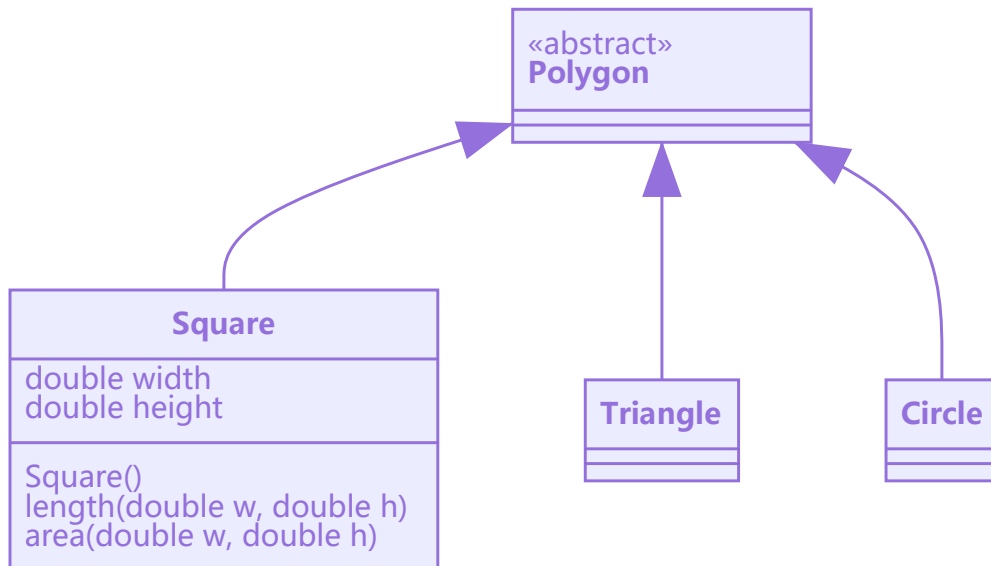 «abstract»
Polygon
Square
double width
double height
Square()
length(double w, double h)
area(double w, double h)
Triangle
Circle